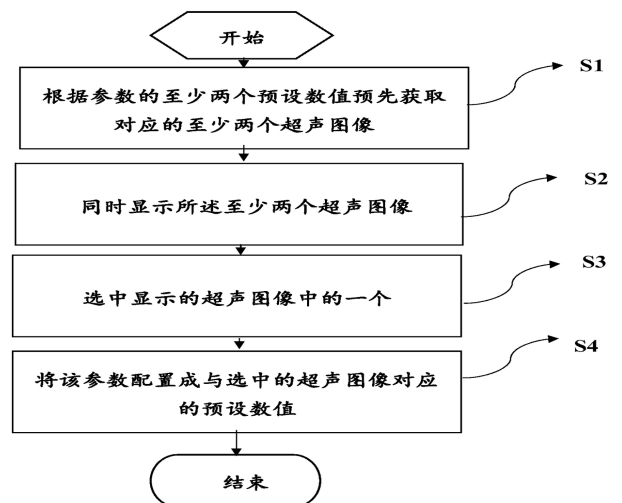 开始
S1
根据参数的至少两个预设数值预先获取
对应的至少两个超声图像
S2
同时显示所述至少两个超声图像
S3
选中显示的超声图像中的一个
S4
将该参数配置成与选中的超声图像对应
的预设数值
结束